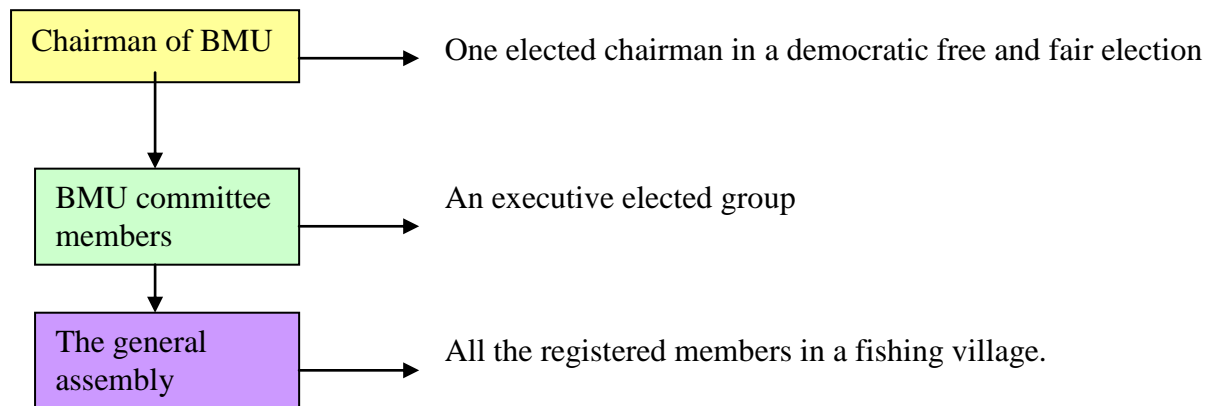 Chairman of BMU
One elected chairman in a democratic free and fair election
BMU committee
members
An executive elected group
The general
assembly
All the registered members in a fishing village.